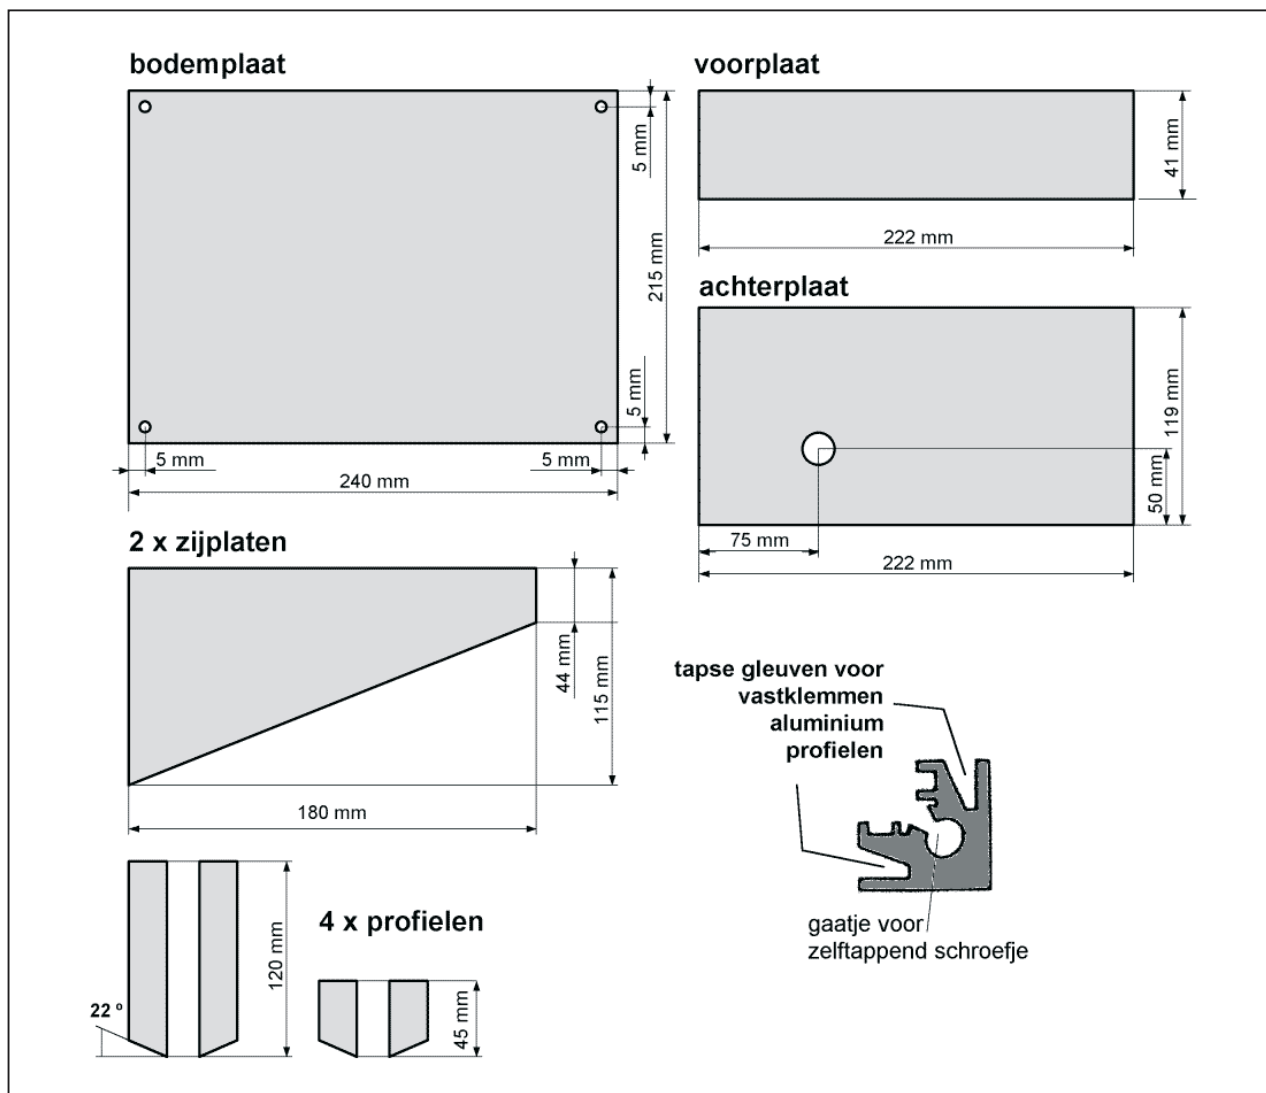 bodemplaat
5 mm
215 mm
5 mm
5 mm
5 mm
240 mm
voorplaat
41 mm
222 mm
achterplaat
119 mm
50 mm
75 mm
222 mm
2 x zijplaten
44 mm
115 mm
180 mm
tapse gleuven voor
vastklemmen
aluminium
profielen
gaatje voor
zelftappend schroefje
4 x profielen
120 mm
22 º
45 mm